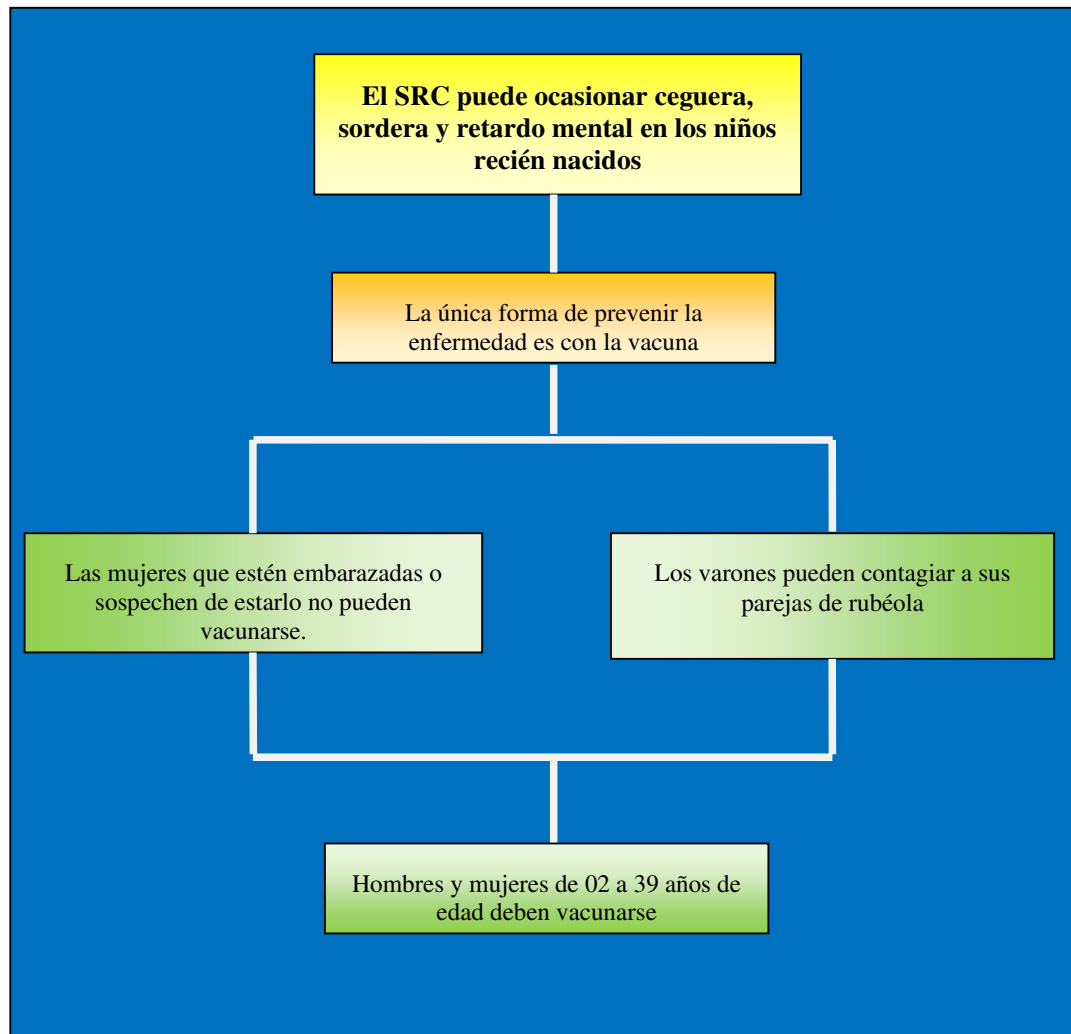 El SRC puede ocasionar ceguera,
sordera y retardo mental en los niños
recién nacidos
La única forma de prevenir la
enfermedad es con la vacuna
Las mujeres que estén embarazadas o
sospechen de estarlo no pueden
vacunarse.
Los varones pueden contagiar a sus
parejas de rubéola
Hombres y mujeres de 02 a 39 años de
edad deben vacunarse